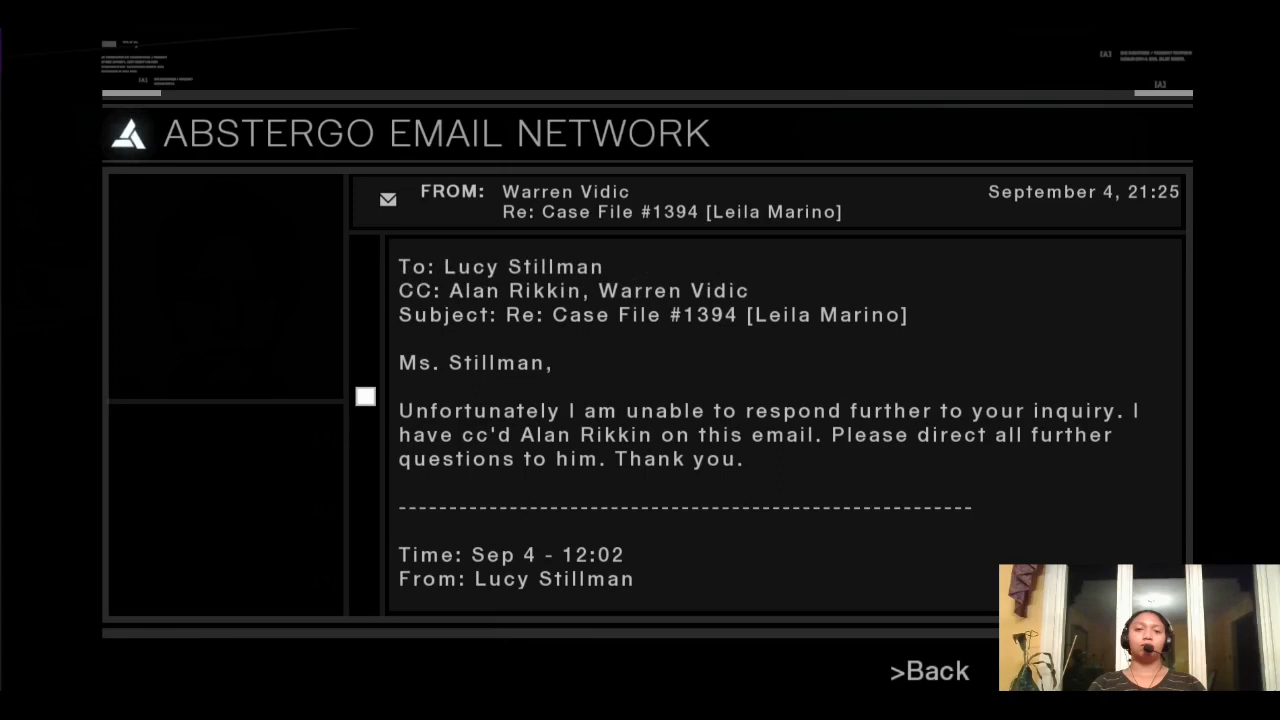 ABSTERGO EMAIL NETWORK
FROM: Warren Vidic September 4, 21:25
Re: Case File #1394 [Leila Marino]
To: Lucy Stillman
CC: Alan Rikkin, Warren Vidic
Subject: Re: Case File #1394 [Leila Marino]
Ms. Stillman,
Unfortunately I am unable to respond further to your inquiry. I
have cc'd Alan Rikkin on this email. Please direct all further
questions to him. Thank you.
---------------------------------------------------------
Time: Sep 4 - 12:02
From: Lucy Stillman
>Back